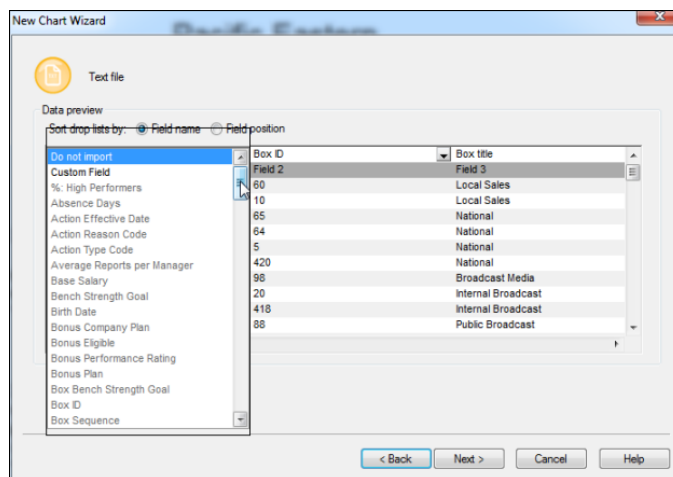 New Chart Wizard
Pacific Eastern
Text file
Data preview
Sort drop lists by: Field name Field position
Do not import
Custom Field
%: High Performers
Absence Days
Action Effective Date
Action Reason Code
Action Type Code
Average Reports per Manager
Base Salary
Bench Strength Goal
Birth Date
Bonus Company Plan
Bonus Eligible
Bonus Performance Rating
Bonus Plan
Box Bench Strength Goal
Box ID
Box Sequence
Box ID Box title
Field 2 Field 3
60 Local Sales
10 Local Sales
65 National
64 National
5 National
420 National
98 Broadcast Media
20 Internal Broadcast
418 Internal Broadcast
88 Public Broadcast
< Back Next > Cancel Help